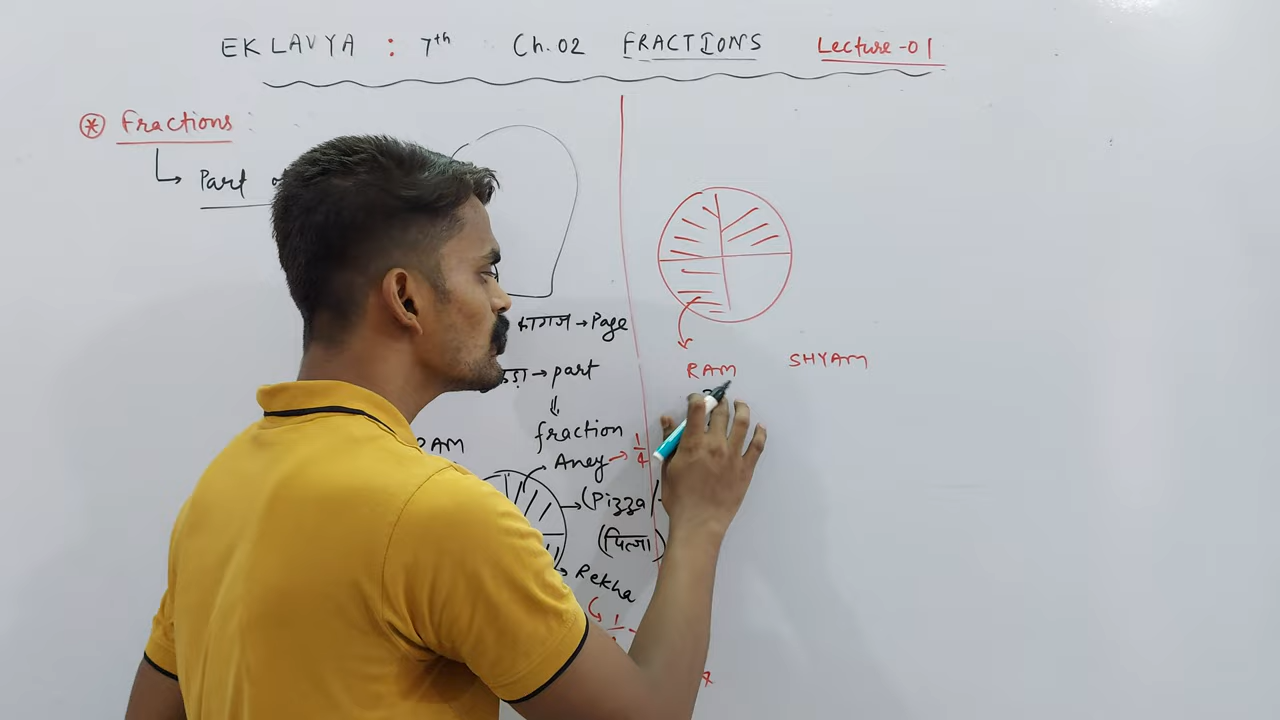 EKLAVYA : 7th Ch. 02 FRACTIONS Lecture-01
* Fractions :
Part
कागज → Page
→ part
fraction
Aney → 1/4
(Pizza)
(पित्जा)
Rekha
RAM SHYAM